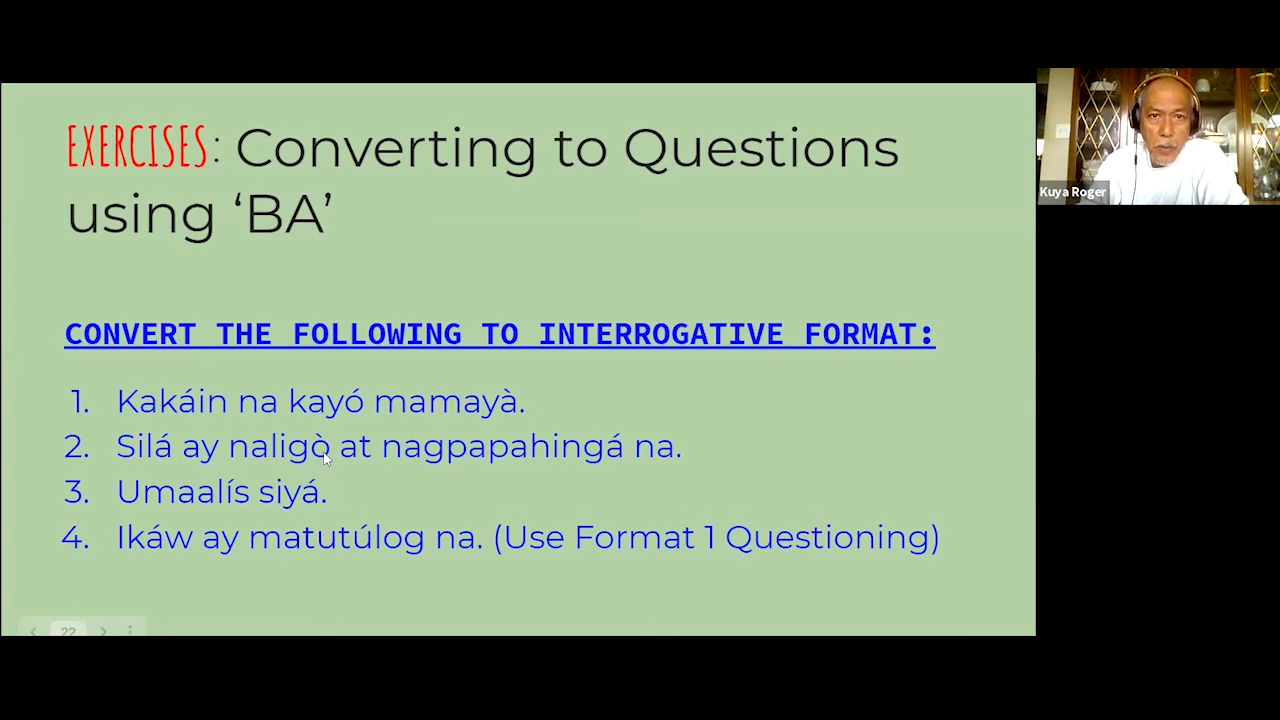 EXERCISES: Converting to Questions
using ‘BA’
CONVERT THE FOLLOWING TO INTERROGATIVE FORMAT:
1. Kakáin na kayó mamayà.
2. Silá ay naligò at nagpapahingá na.
3. Umaalís siyá.
4. Ikáw ay matutúlog na. (Use Format 1 Questioning)
Kuya Roger
22